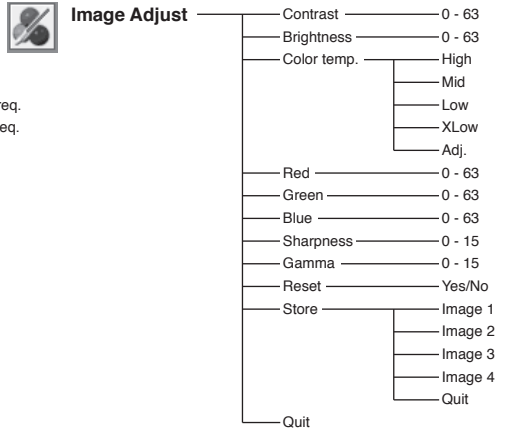 Image Adjust Contrast 0 - 63
Brightness 0 - 63
Color temp. High
Mid
Low
XLow
Adj.
Red 0 - 63
Green 0 - 63
Blue 0 - 63
Sharpness 0 - 15
Gamma 0 - 15
Reset Yes/No
Store Image 1
Image 2
Image 3
Image 4
Quit
Quit